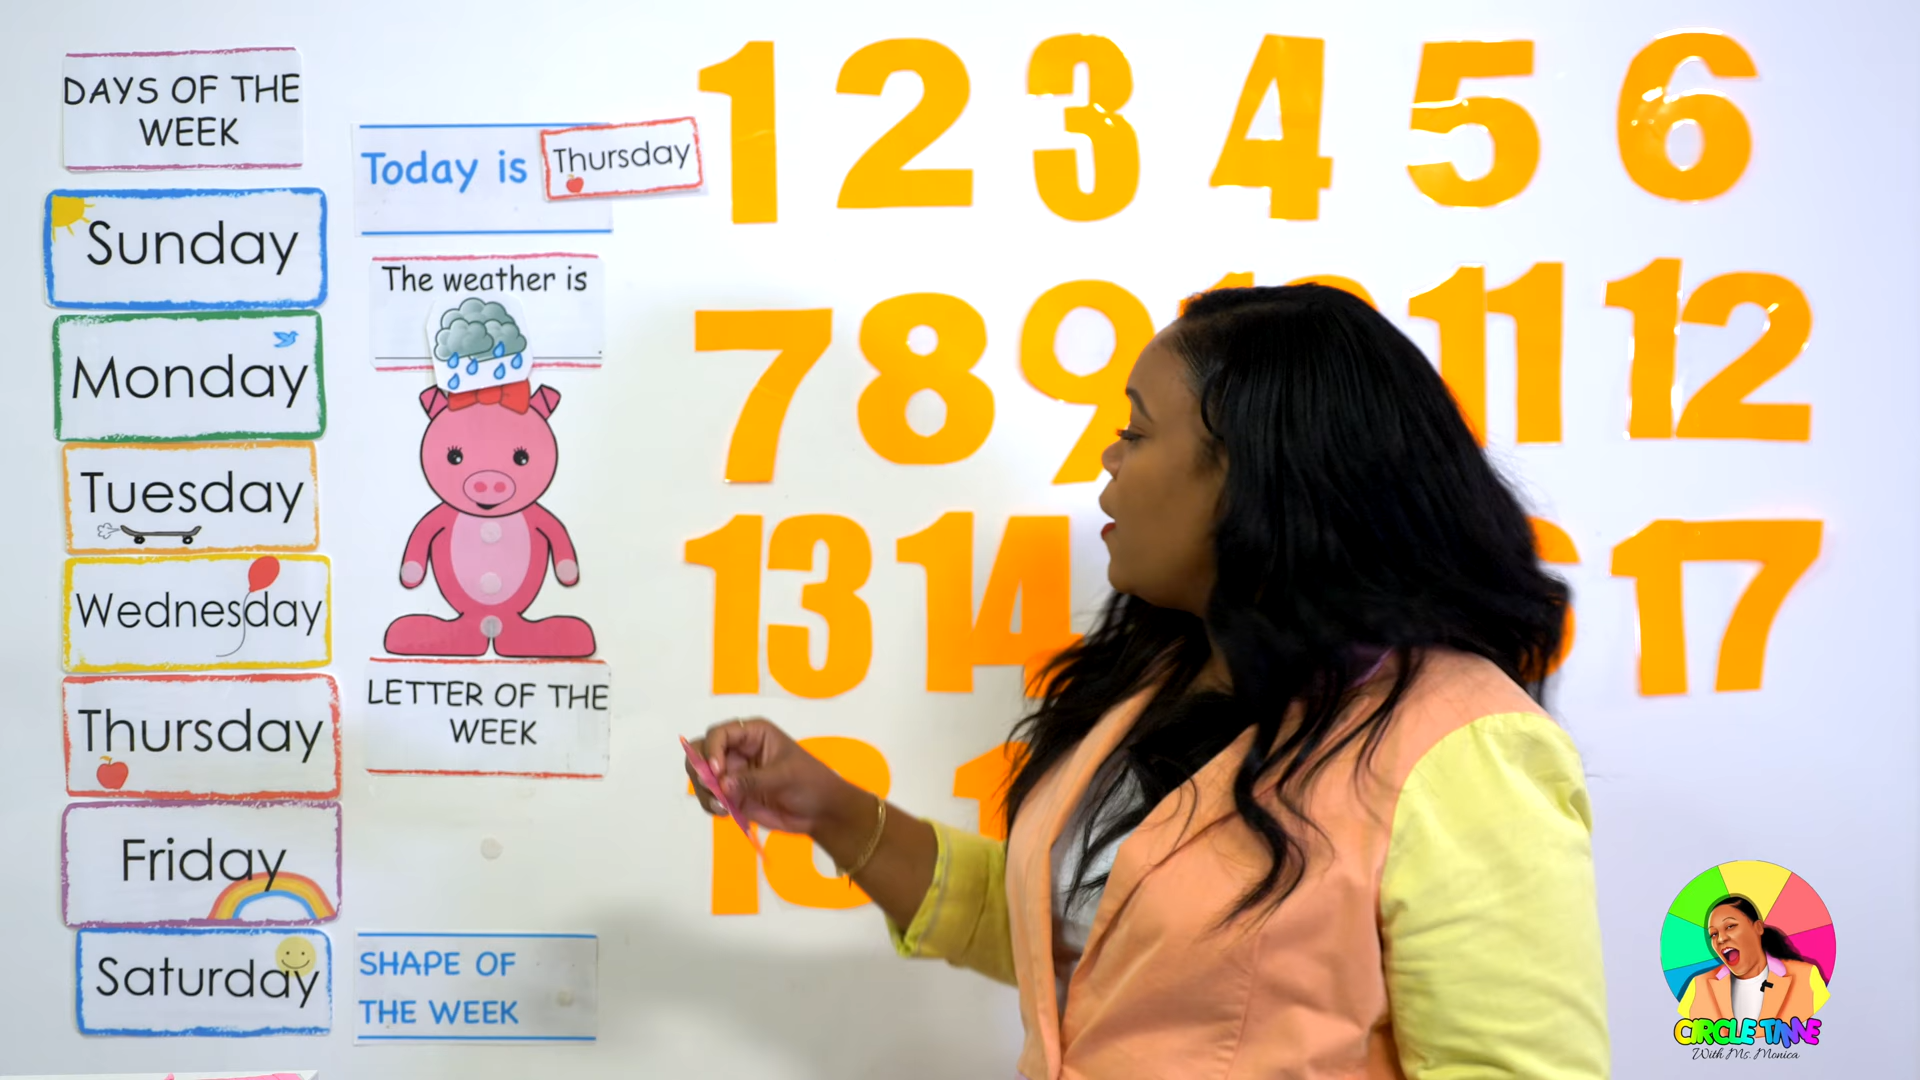 DAYS OF THE
WEEK
Sunday
Monday
Tuesday
Wednesday
Thursday
Friday
Saturday
Today is Thursday
The weather is
LETTER OF THE
WEEK
SHAPE OF
THE WEEK
1 2 3 4 5 6
7 8 9 11 12
13 14 17
18
CIRCLE TIME
With Ms. Monica